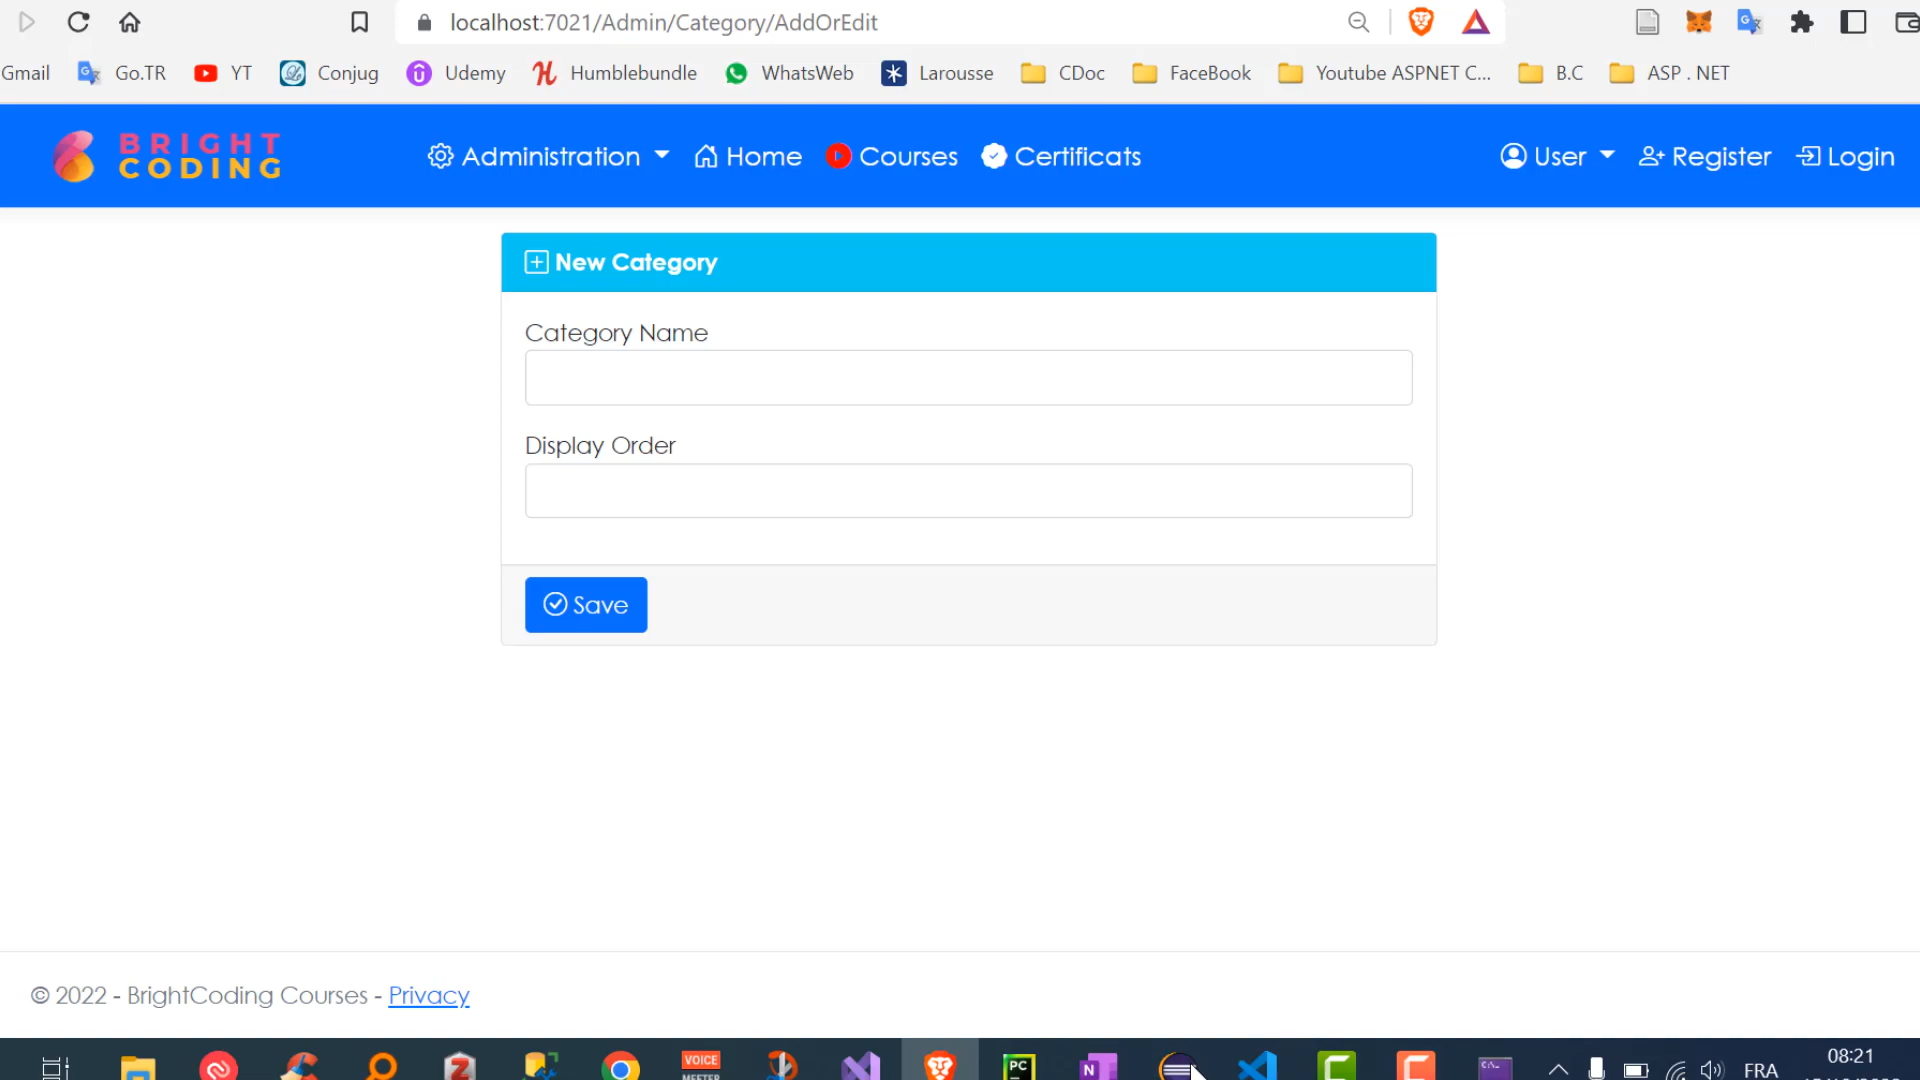 localhost:7021/Admin/Category/AddOrEdit
Gmail Go.TR YT Conjug Udemy Humblebundle WhatsWeb Larousse CDoc FaceBook Youtube ASPNET C... B.C ASP . NET
BRIGHT
CODING
Administration Home Courses Certificats User Register Login
New Category
Category Name
Display Order
Save
© 2022 - BrightCoding Courses - Privacy
VOICE
MEETER
PC
N
FRA
08:21